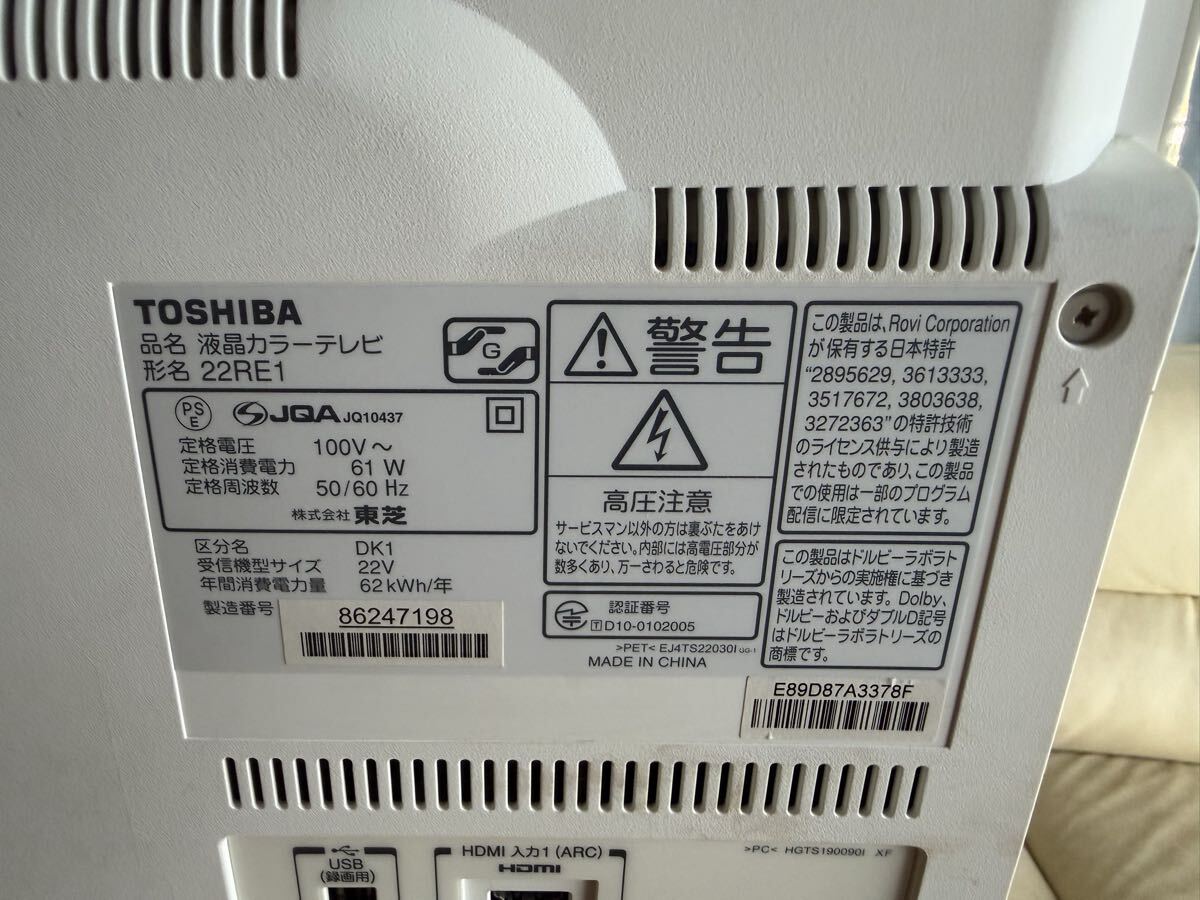 TOSHIBA
品名 液晶カラーテレビ
形名 22RE1
G
PS
E
JQA JQ10437
定格電圧 100V～
定格消費電力 61 W
定格周波数 50/60 Hz
株式会社 東芝
区分名 DK1
受信機型サイズ 22V
年間消費電力量 62kWh/年
製造番号 86247198
警告
高圧注意
サービスマン以外の方は裏ぶたをあけ
ないでください。内部には高電圧部分が
数多くあり、万一さわると危険です。
認証番号
T D10-0102005
>PET< EJ4TS22030I GG-1
MADE IN CHINA
この製品は、Rovi Corporation
が保有する日本特許
“2895629, 3613333,
3517672, 3803638,
3272363”の特許技術
のライセンス供与により製造
されたものであり、この製品
での使用は一部のプログラム
配信に限定されています。
この製品はドルビーラボラト
リーズからの実施権に基づき
製造されています。Dolby、
ドルビーおよびダブルD記号
はドルビーラボラトリーズの
商標です。
E89D87A3378F
USB
(録画用)
HDMI 入力1 (ARC)
HDMI
>PC< HGTS190090I XF